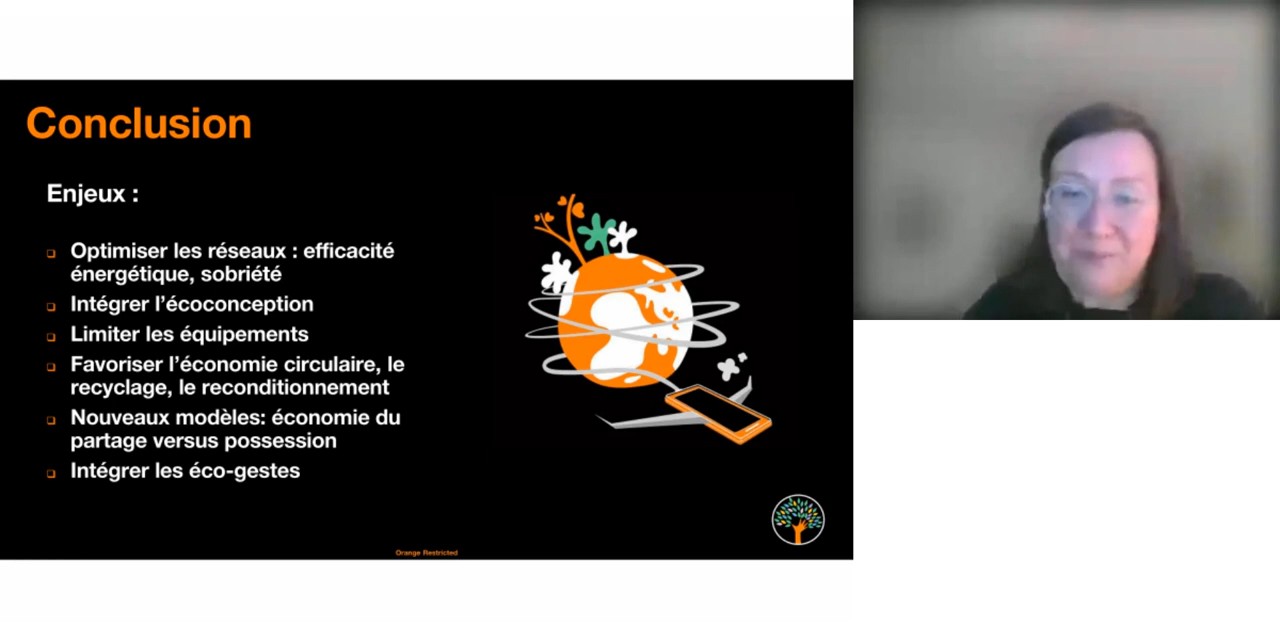 Conclusion
Enjeux :
Optimiser les réseaux : efficacité
énergétique, sobriété
Intégrer l'écoconception
Limiter les équipements
Favoriser l'économie circulaire, le
recyclage, le reconditionnement
Nouveaux modèles: économie du
partage versus possession
Intégrer les éco-gestes
Orange Restricted